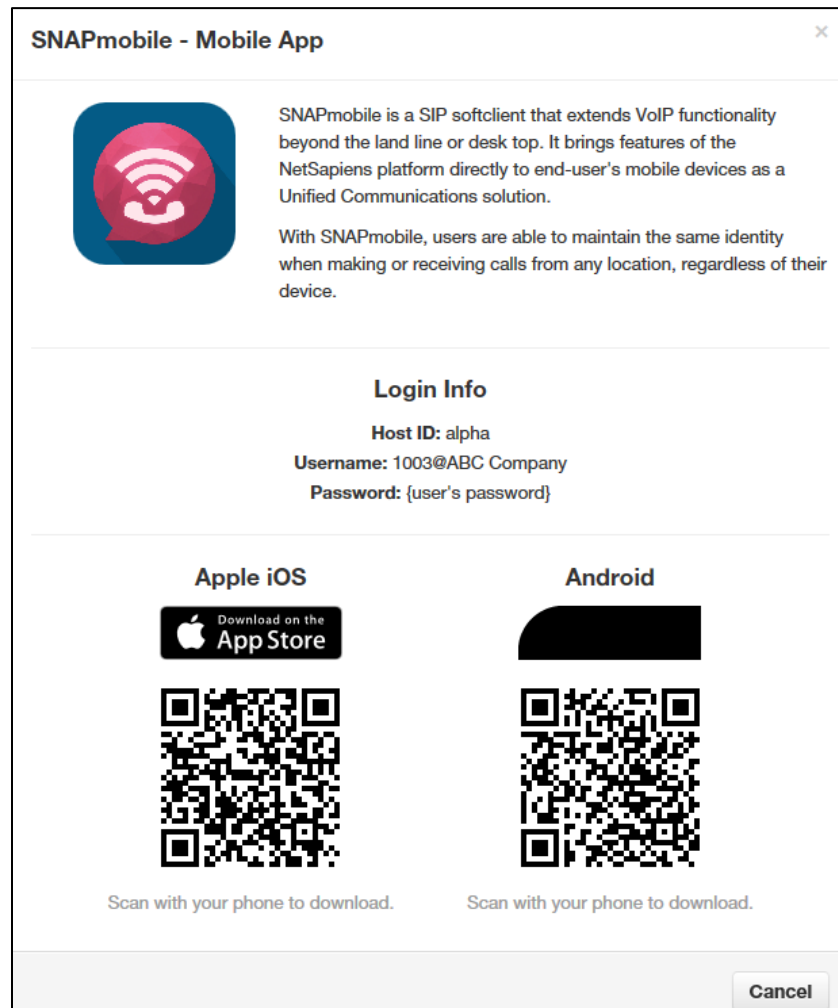 SNAPmobile - Mobile App
×
SNAPmobile is a SIP softclient that extends VoIP functionality
beyond the land line or desk top. It brings features of the
NetSapiens platform directly to end-user's mobile devices as a
Unified Communications solution.
With SNAPmobile, users are able to maintain the same identity
when making or receiving calls from any location, regardless of their
device.
Login Info
Host ID: alpha
Username: 1003@ABC Company
Password: {user's password}
Apple iOS
Android
Download on the
App Store
Scan with your phone to download.
Scan with your phone to download.
Cancel